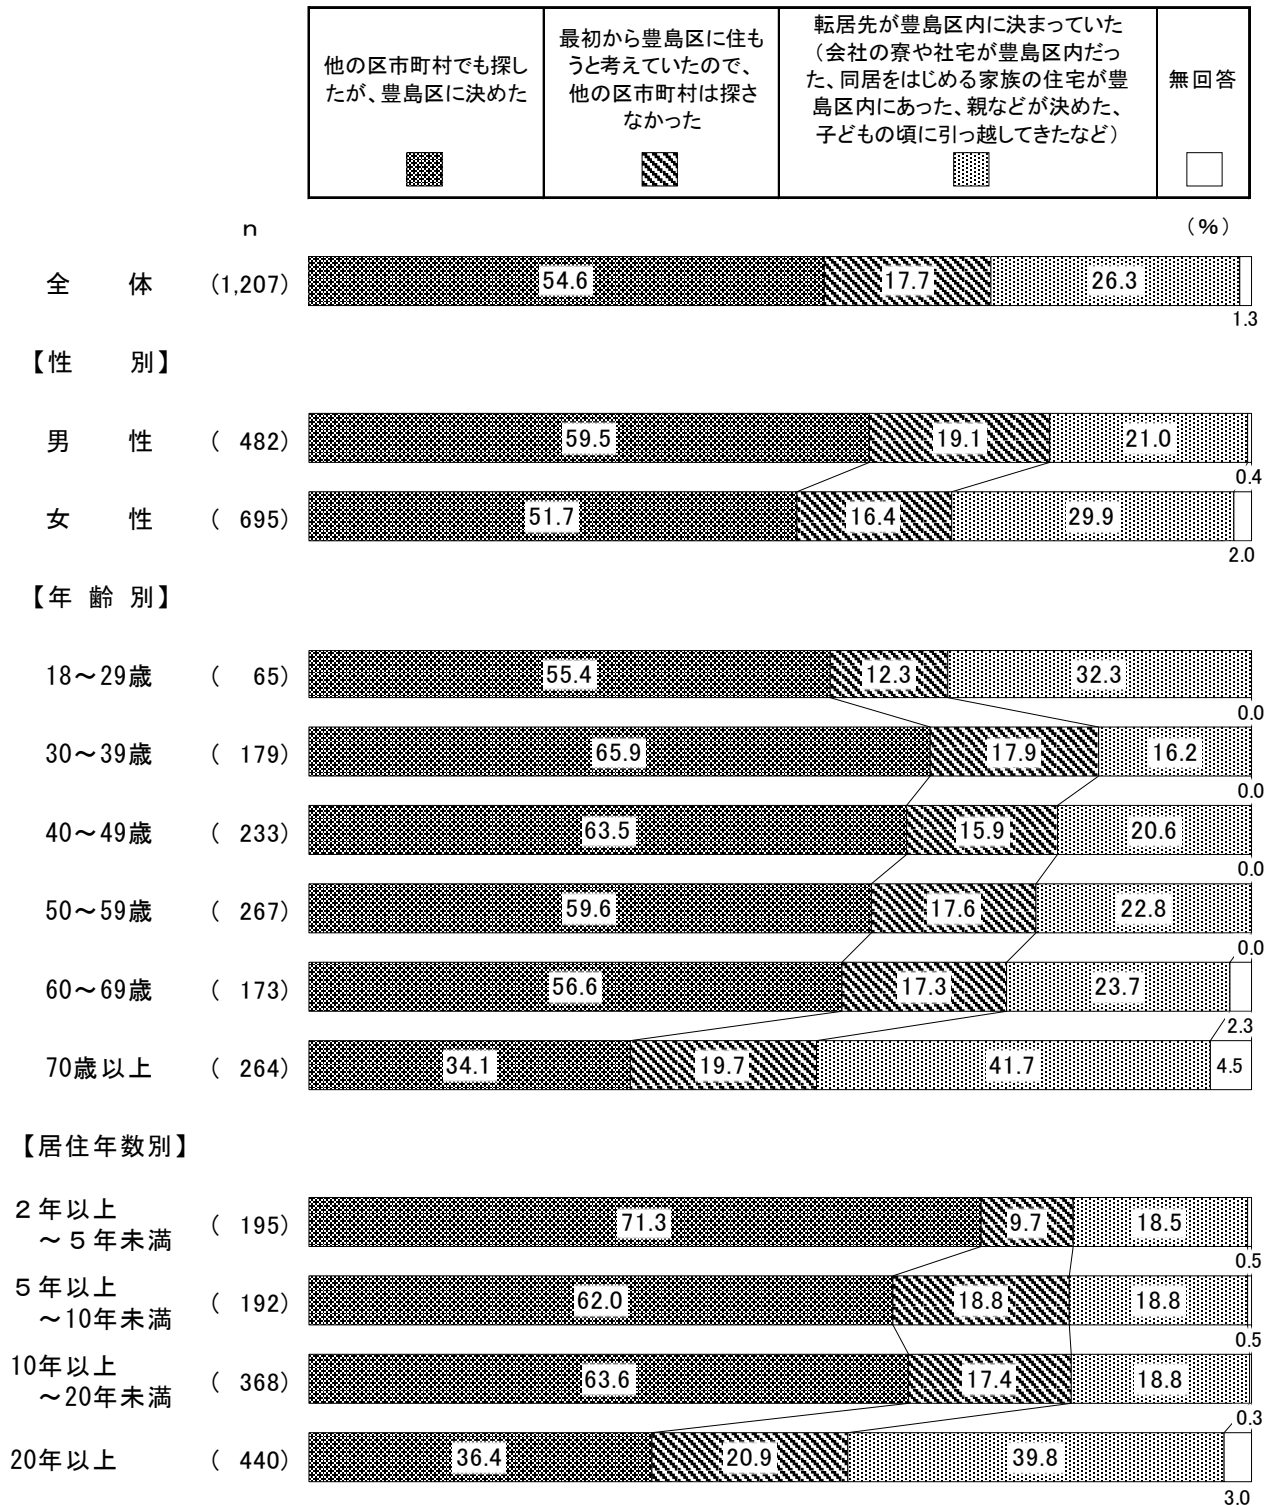 他の区市町村でも探し
たが、豊島区に決めた
最初から豊島区に住も
うと考えていたので、
他の区市町村は探さ
なかった
転居先が豊島区内に決まっていた
（会社の寮や社宅が豊島区内だっ
た、同居をはじめる家族の住宅が豊
島区内にあった、親などが決めた、
子どもの頃に引っ越してきたなど）
無回答
ｎ
（％）
全　体 (1,207) 54.6 17.7 26.3
1.3
【性　別】
男　性 ( 482) 59.5 19.1 21.0
0.4
女　性 ( 695) 51.7 16.4 29.9
2.0
【年 齢 別】
18～29歳 ( 65) 55.4 12.3 32.3
0.0
30～39歳 ( 179) 65.9 17.9 16.2
0.0
40～49歳 ( 233) 63.5 15.9 20.6
0.0
50～59歳 ( 267) 59.6 17.6 22.8
0.0
60～69歳 ( 173) 56.6 17.3 23.7
2.3
70歳以上 ( 264) 34.1 19.7 41.7 4.5
【居住年数別】
２年以上
～５年未満 ( 195) 71.3 9.7 18.5
0.5
５年以上
～10年未満 ( 192) 62.0 18.8 18.8
0.5
10年以上
～20年未満 ( 368) 63.6 17.4 18.8
0.3
20年以上 ( 440) 36.4 20.9 39.8
3.0